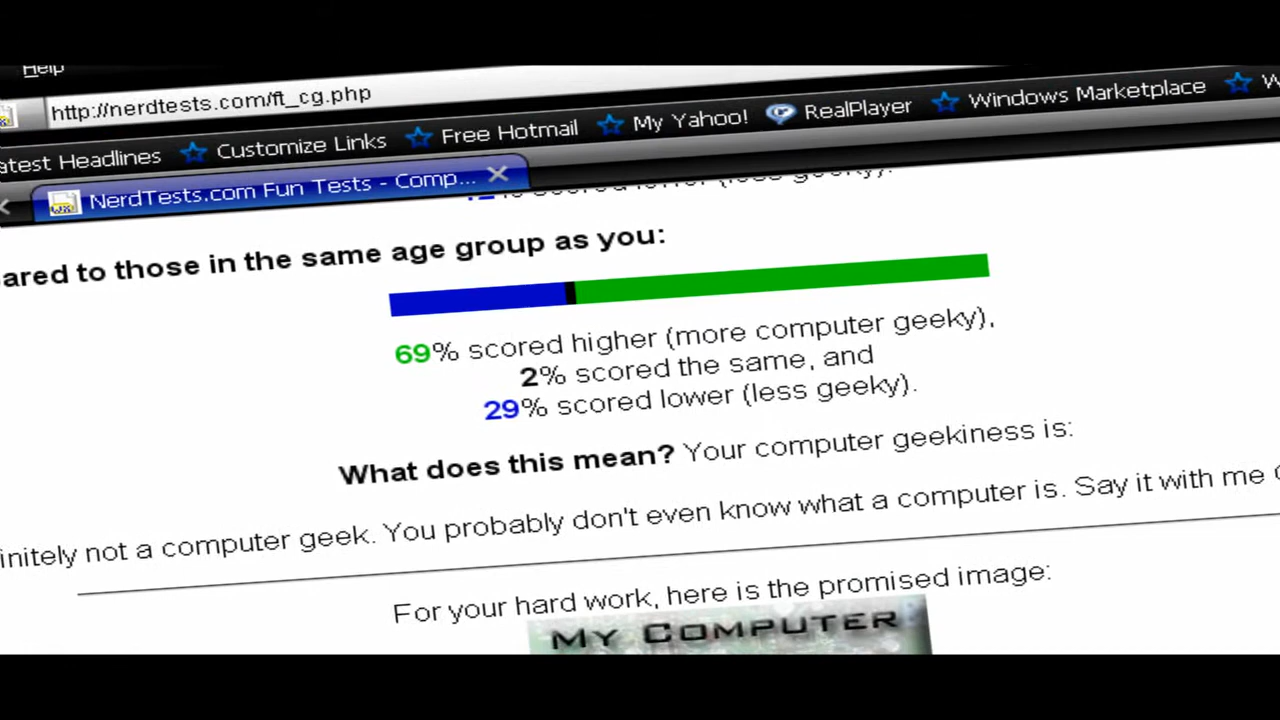 Help
http://nerdtests.com/ft_cg.php
atest Headlines Customize Links Free Hotmail My Yahoo! RealPlayer Windows Marketplace W
NerdTests.com Fun Tests - Comp...
ared to those in the same age group as you:
69% scored higher (more computer geeky),
2% scored the same, and
29% scored lower (less geeky).
What does this mean? Your computer geekiness is:
finitely not a computer geek. You probably don't even know what a computer is. Say it with me
For your hard work, here is the promised image:
MY COMPUTER